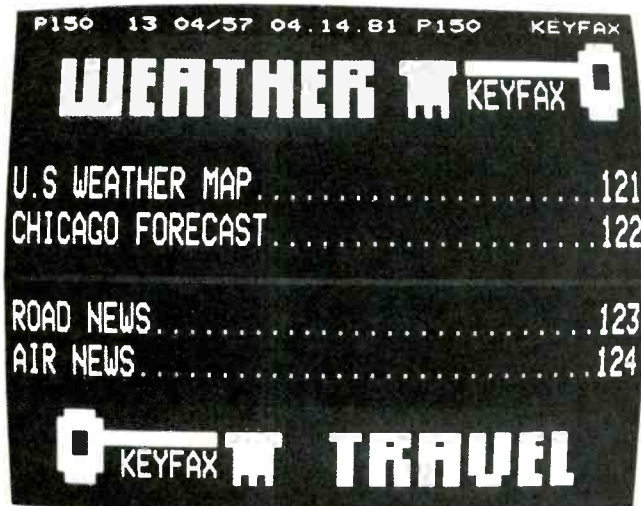 P150 13 04/57 04.14.81 P150 KEYFAX
WEATHER KEYFAX
U.S WEATHER MAP..........................121
CHICAGO FORECAST........................122
ROAD NEWS................................123
AIR NEWS.................................124
KEYFAX TRAVEL